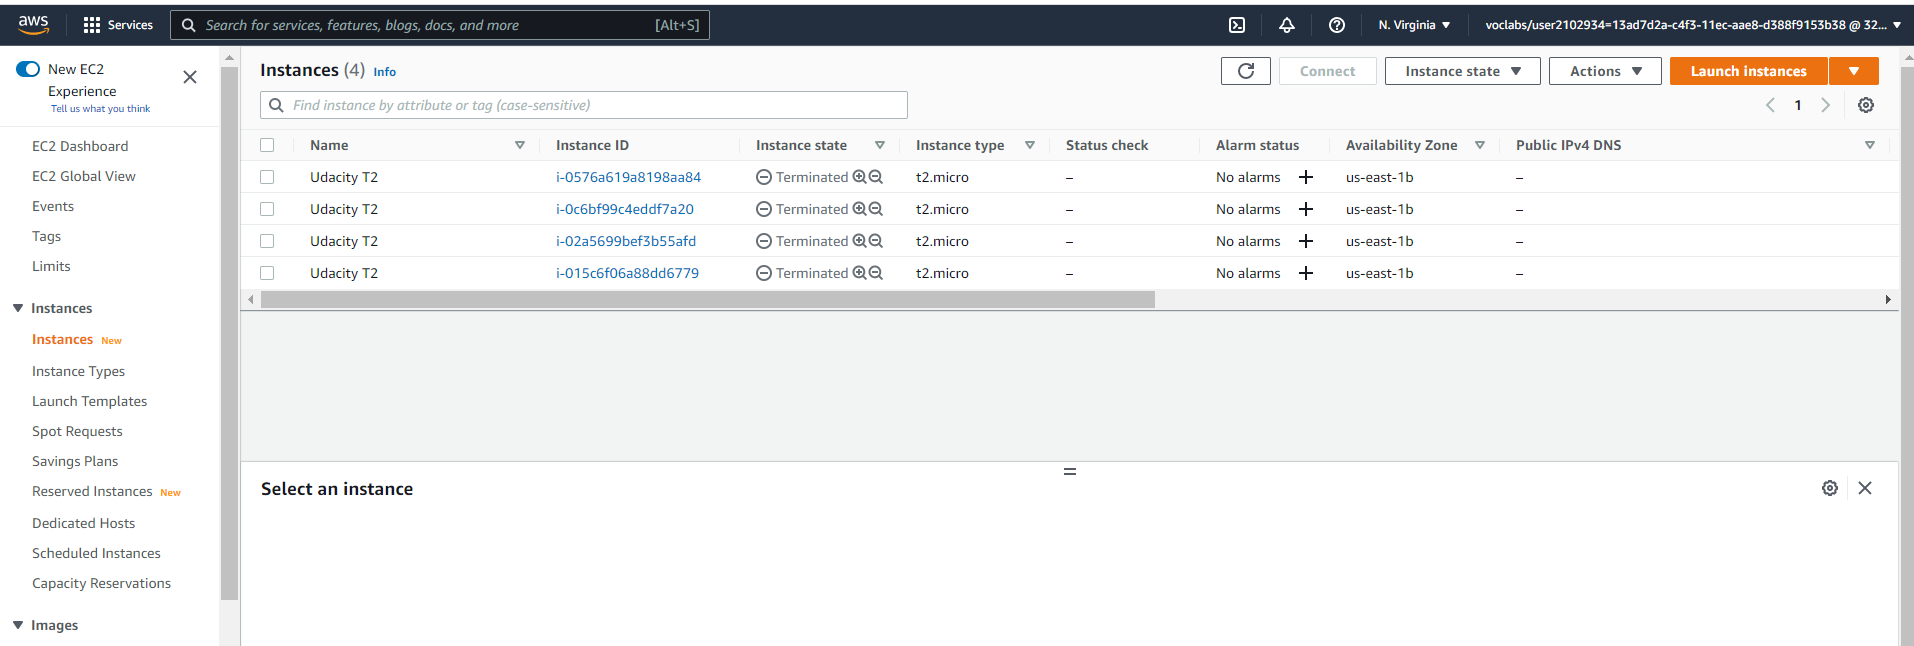 aws Services Search for services, features, blogs, docs, and more [Alt+S] N. Virginia voclabs/user2102934=13ad7d2a-c4f3-11ec-aae8-d388f9153b38 @ 32...
New EC2
Experience
Tell us what you think
EC2 Dashboard
EC2 Global View
Events
Tags
Limits
Instances
Instances New
Instance Types
Launch Templates
Spot Requests
Savings Plans
Reserved Instances New
Dedicated Hosts
Scheduled Instances
Capacity Reservations
Images
Instances (4) Info Connect Instance state Actions Launch instances
Find instance by attribute or tag (case-sensitive) 1
Name Instance ID Instance state Instance type Status check Alarm status Availability Zone Public IPv4 DNS
Udacity T2 i-0576a619a8198aa84 Terminated t2.micro – No alarms + us-east-1b –
Udacity T2 i-0c6bf99c4eddf7a20 Terminated t2.micro – No alarms + us-east-1b –
Udacity T2 i-02a5699bef3b55afd Terminated t2.micro – No alarms + us-east-1b –
Udacity T2 i-015c6f06a88dd6779 Terminated t2.micro – No alarms + us-east-1b –
Select an instance